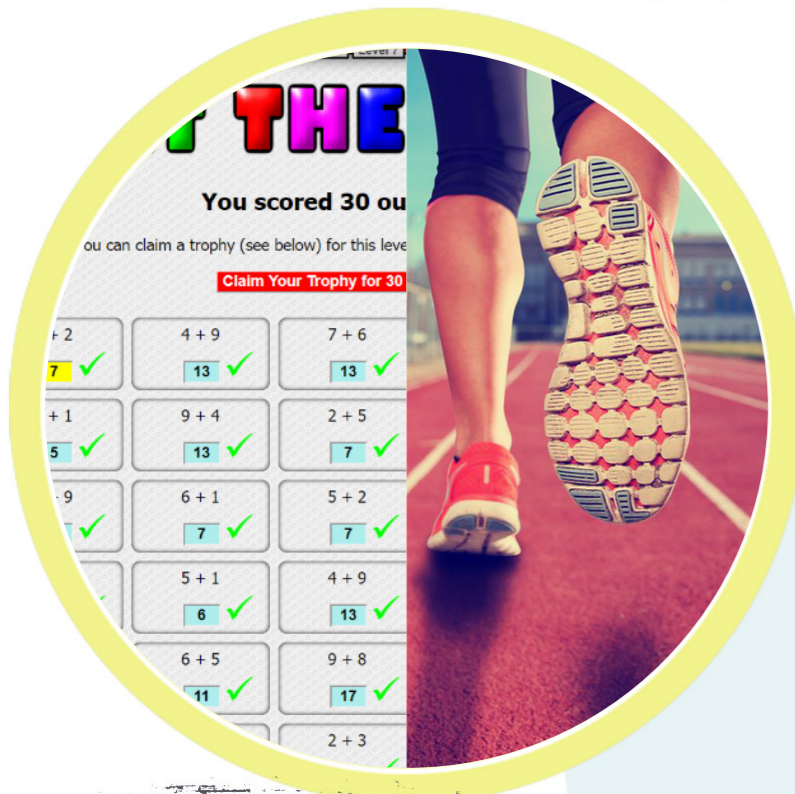 Level 7
T THE
You scored 30 ou
ou can claim a trophy (see below) for this leve
Claim Your Trophy for 30
+ 2 4 + 9 7 + 6
7 13 13
+ 1 9 + 4 2 + 5
5 13 7
9 6 + 1 5 + 2
7 7
5 + 1 4 + 9
6 13
6 + 5 9 + 8
11 17
2 + 3